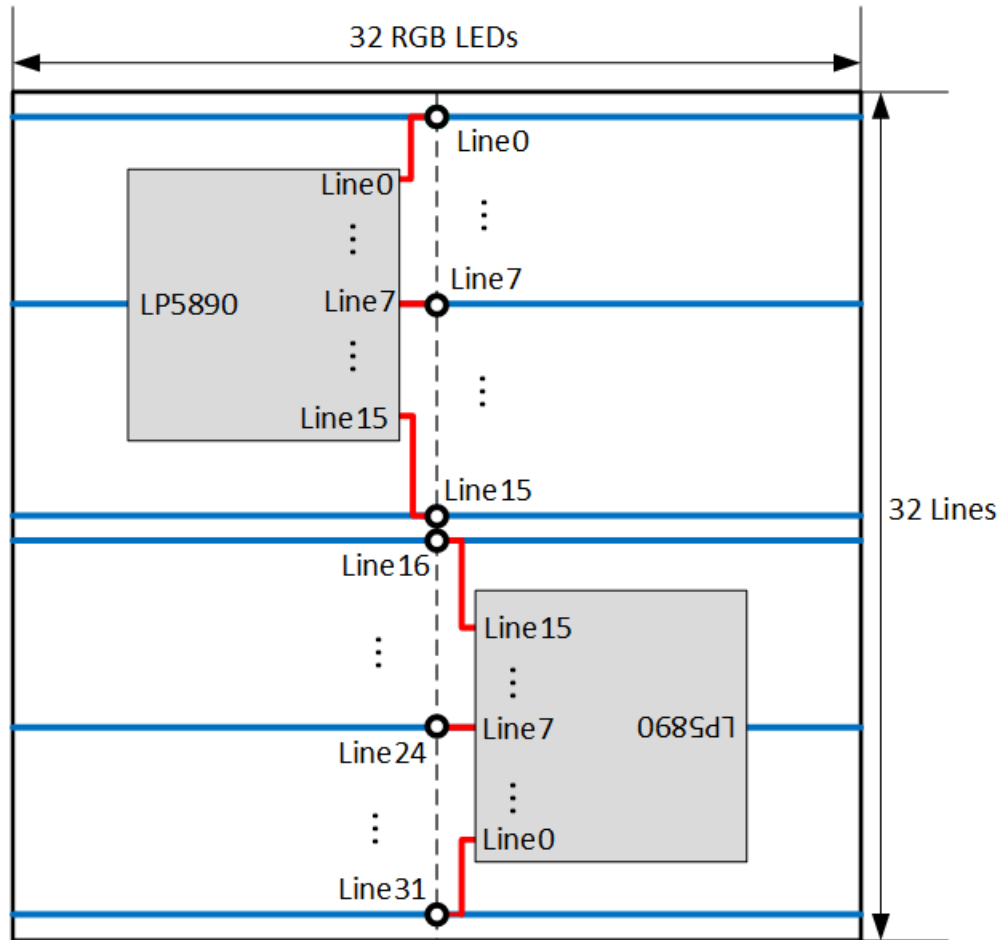 32 RGB LEDs
Line0
Line0
⋮
⋮
Line7
LP5890
Line7
⋮
⋮
Line15
Line15
32 Lines
Line16
Line15
⋮
⋮
Line7
LP5890
Line24
⋮
⋮
Line0
Line31